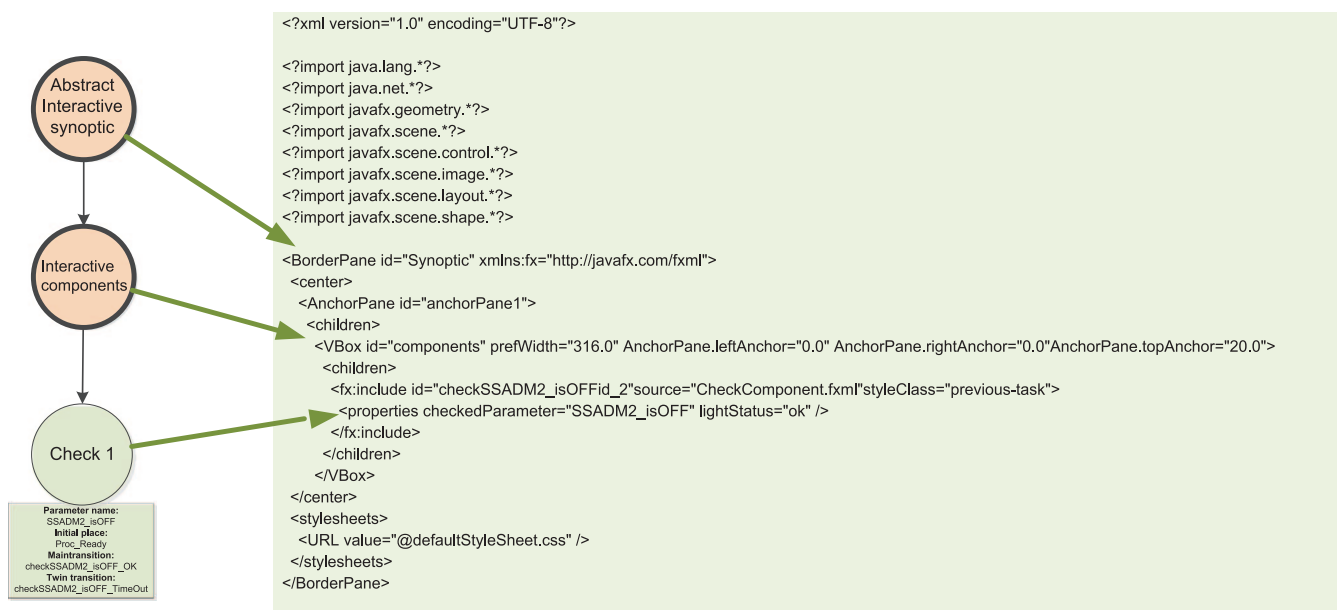 Abstract
Interactive
synoptic
Interactive
components
Check 1
Parameter name:
SSADM2_isOFF
Initial place:
Proc_Ready
Maintransition:
checkSSADM2_isOFF_OK
Twin transition:
checkSSADM2_isOFF_TimeOut
<?xml version="1.0" encoding="UTF-8"?>
<?import java.lang.*?>
<?import java.net.*?>
<?import javafx.geometry.*?>
<?import javafx.scene.*?>
<?import javafx.scene.control.*?>
<?import javafx.scene.image.*?>
<?import javafx.scene.layout.*?>
<?import javafx.scene.shape.*?>
<BorderPane id="Synoptic" xmlns:fx="http://javafx.com/fxml">
<center>
<AnchorPane id="anchorPane1">
<children>
<VBox id="components" prefWidth="316.0" AnchorPane.leftAnchor="0.0" AnchorPane.rightAnchor="0.0"AnchorPane.topAnchor="20.0">
<children>
<fx:include id="checkSSADM2_isOFFid_2"source="CheckComponent.fxml"styleClass="previous-task">
<properties checkedParameter="SSADM2_isOFF" lightStatus="ok" />
</fx:include>
</children>
</VBox>
</center>
<stylesheets>
<URL value="@defaultStyleSheet.css" />
</stylesheets>
</BorderPane>